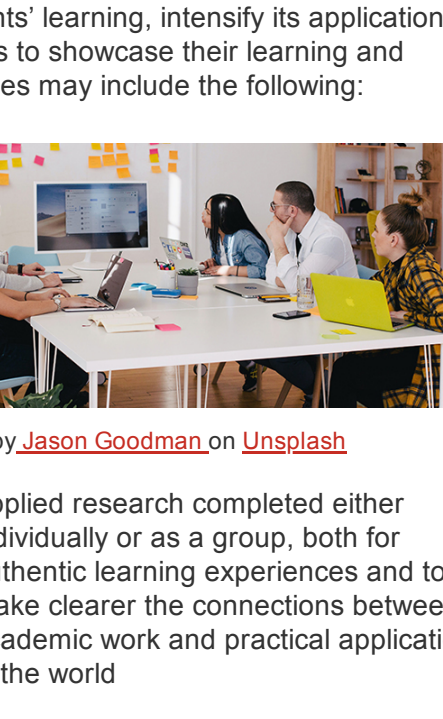 nts’ learning, intensify its application
s to showcase their learning and
es may include the following:
by Jason Goodman on Unsplash
pplied research completed either
dividually or as a group, both for
uthentic learning experiences and to
ake clearer the connections betwee
ademic work and practical applicati
the world